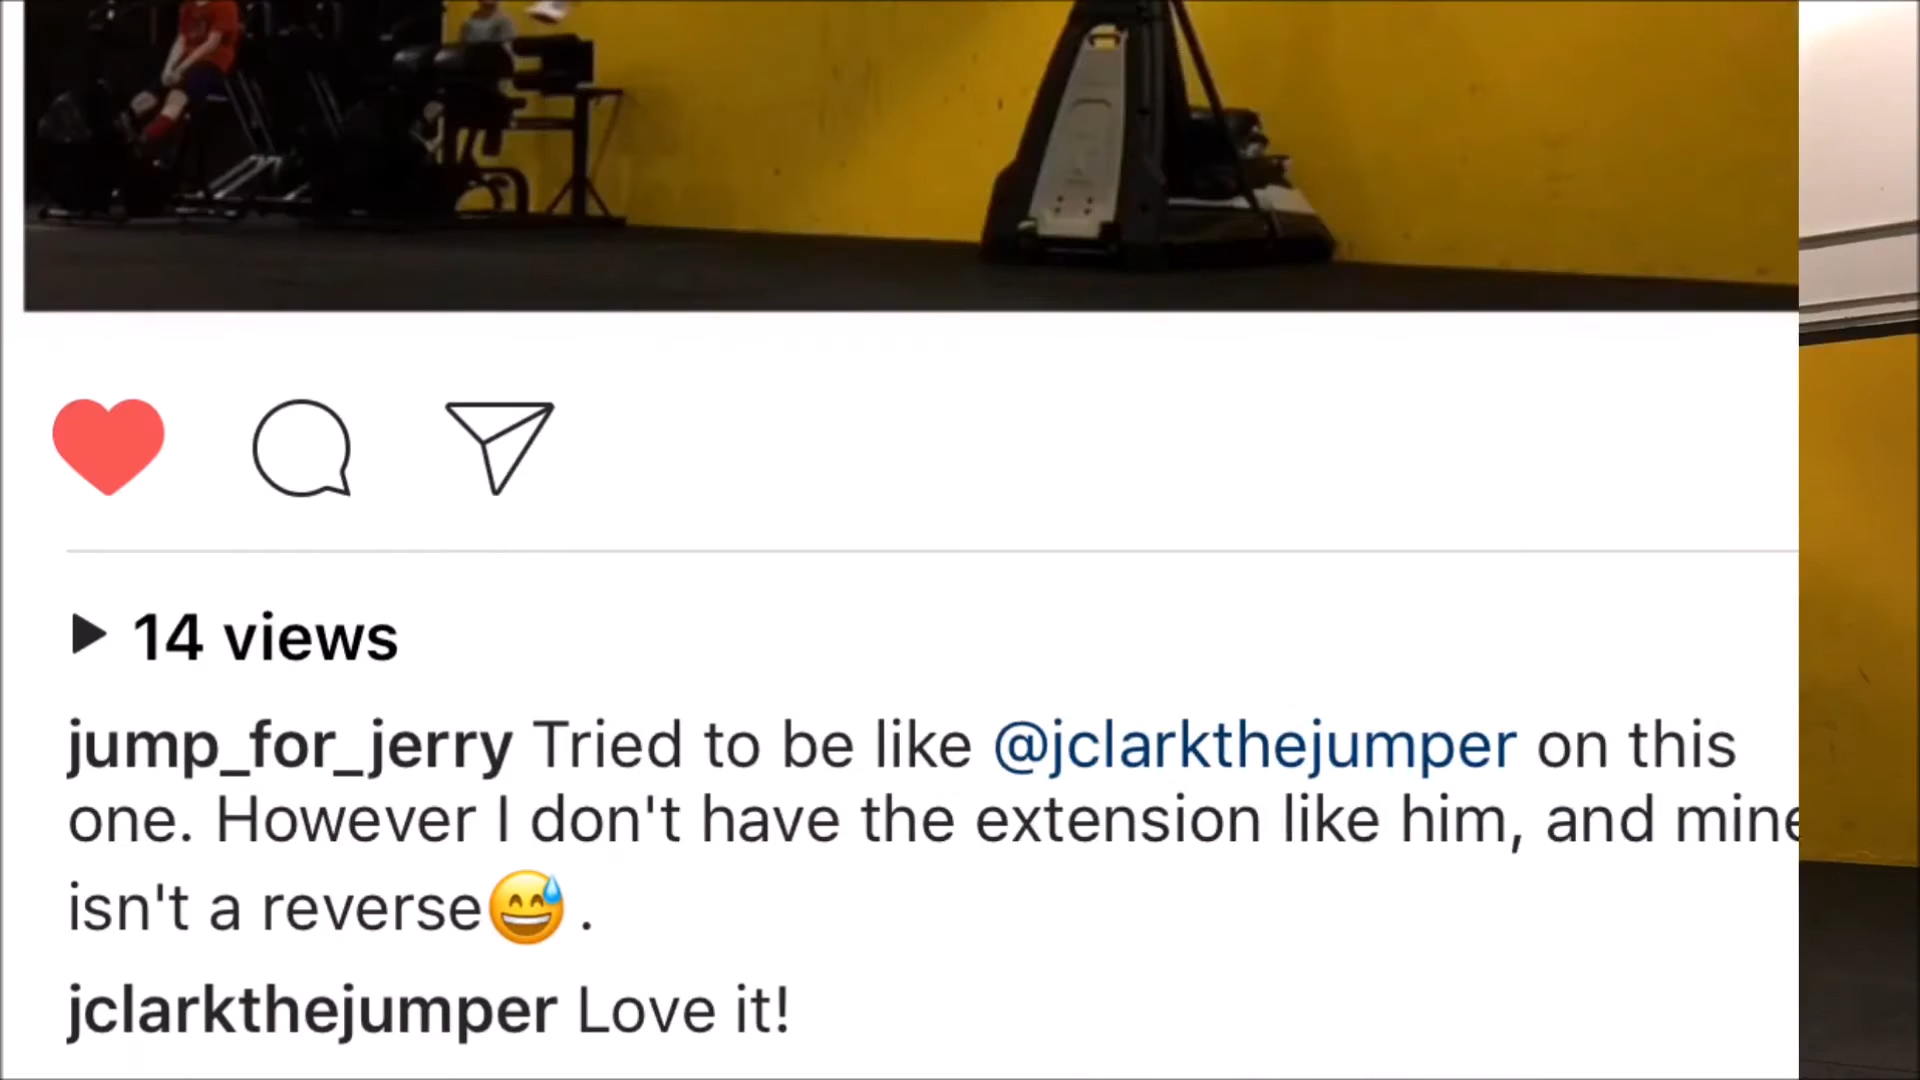 14 views
jump_for_jerry Tried to be like @jclarkthejumper on this
one. However I don't have the extension like him, and mine
isn't a reverse😅 .
jclarkthejumper Love it!